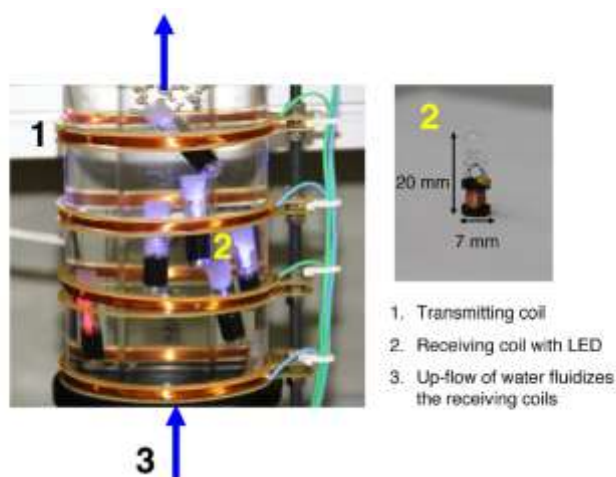 1
2
2
20 mm
7 mm
1. Transmitting coil
2. Receiving coil with LED
3. Up-flow of water fluidizes
the receiving coils
3